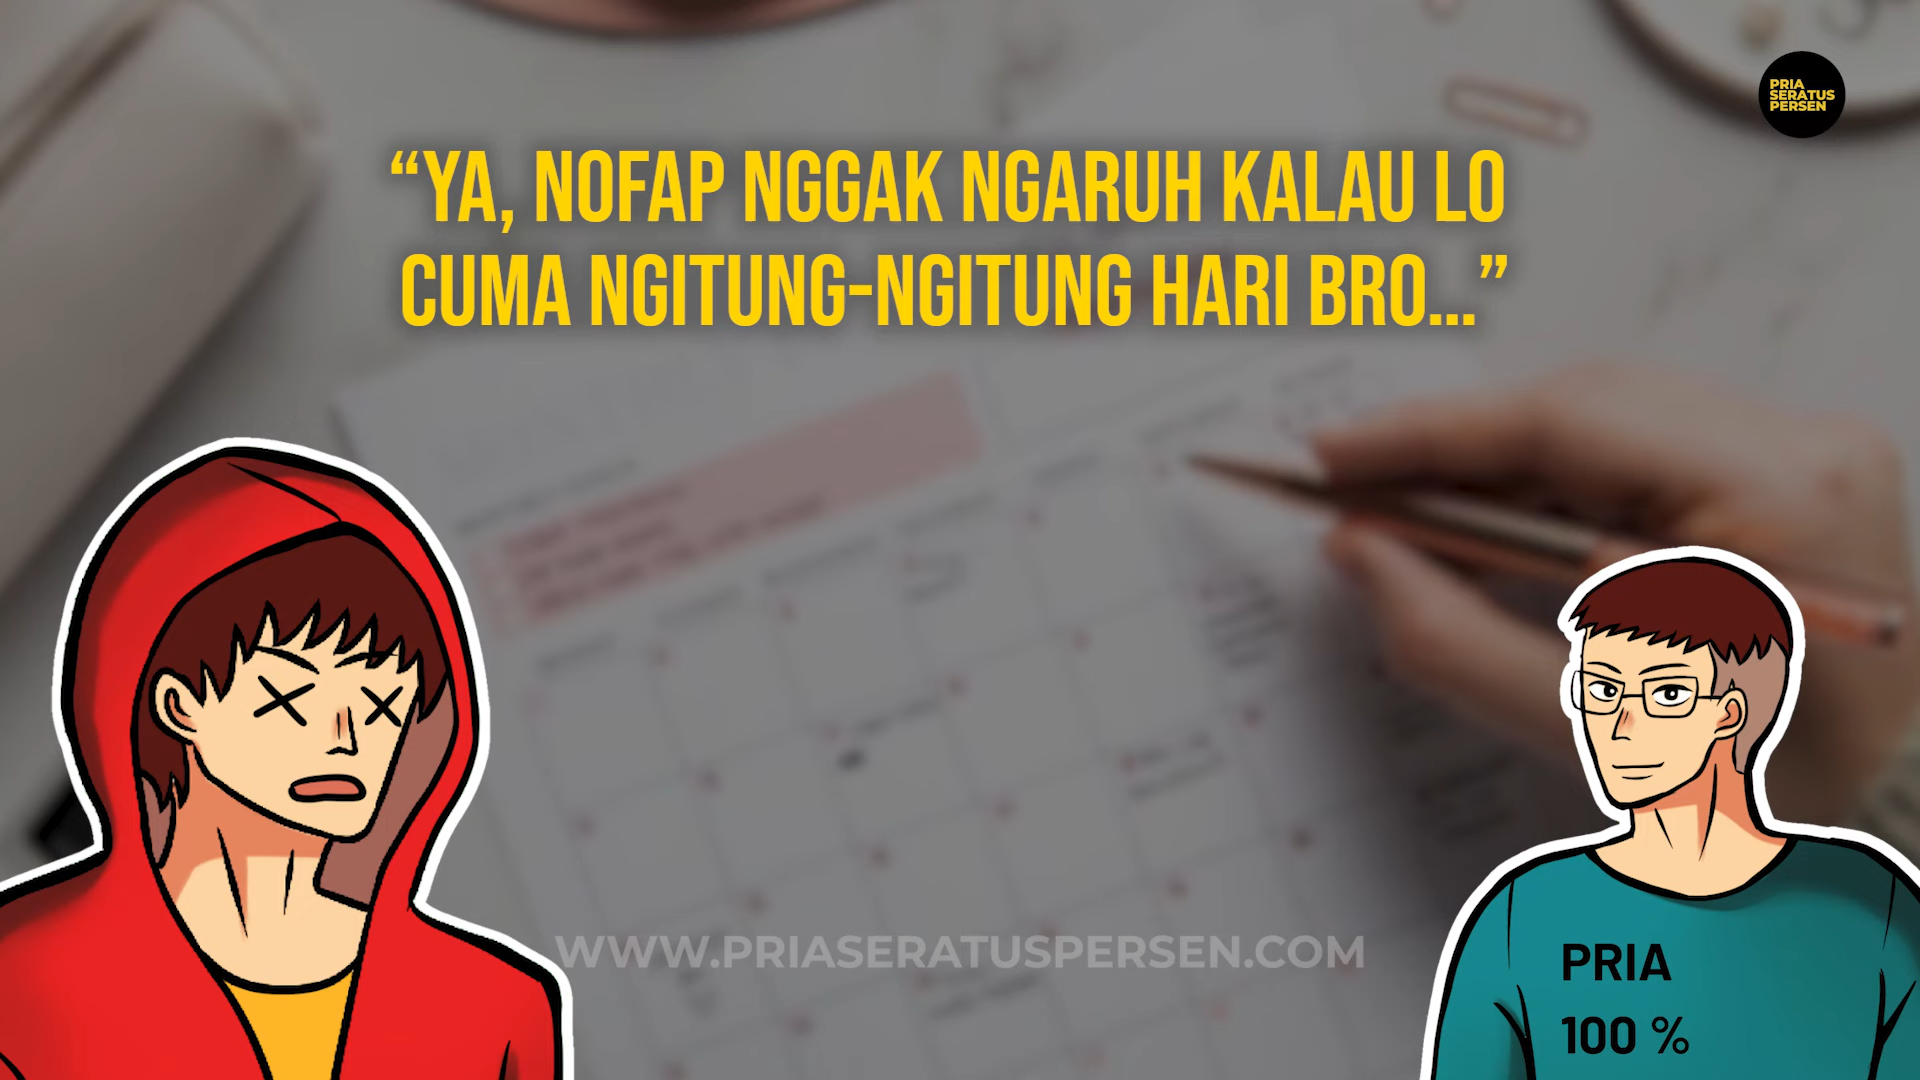 PRIA
SERATUS
PERSEN
“YA, NOFAP NGGAK NGARUH KALAU LO
CUMA NGITUNG-NGITUNG HARI BRO...”
WWW.PRIASERATUSPERSEN.COM
PRIA
100 %